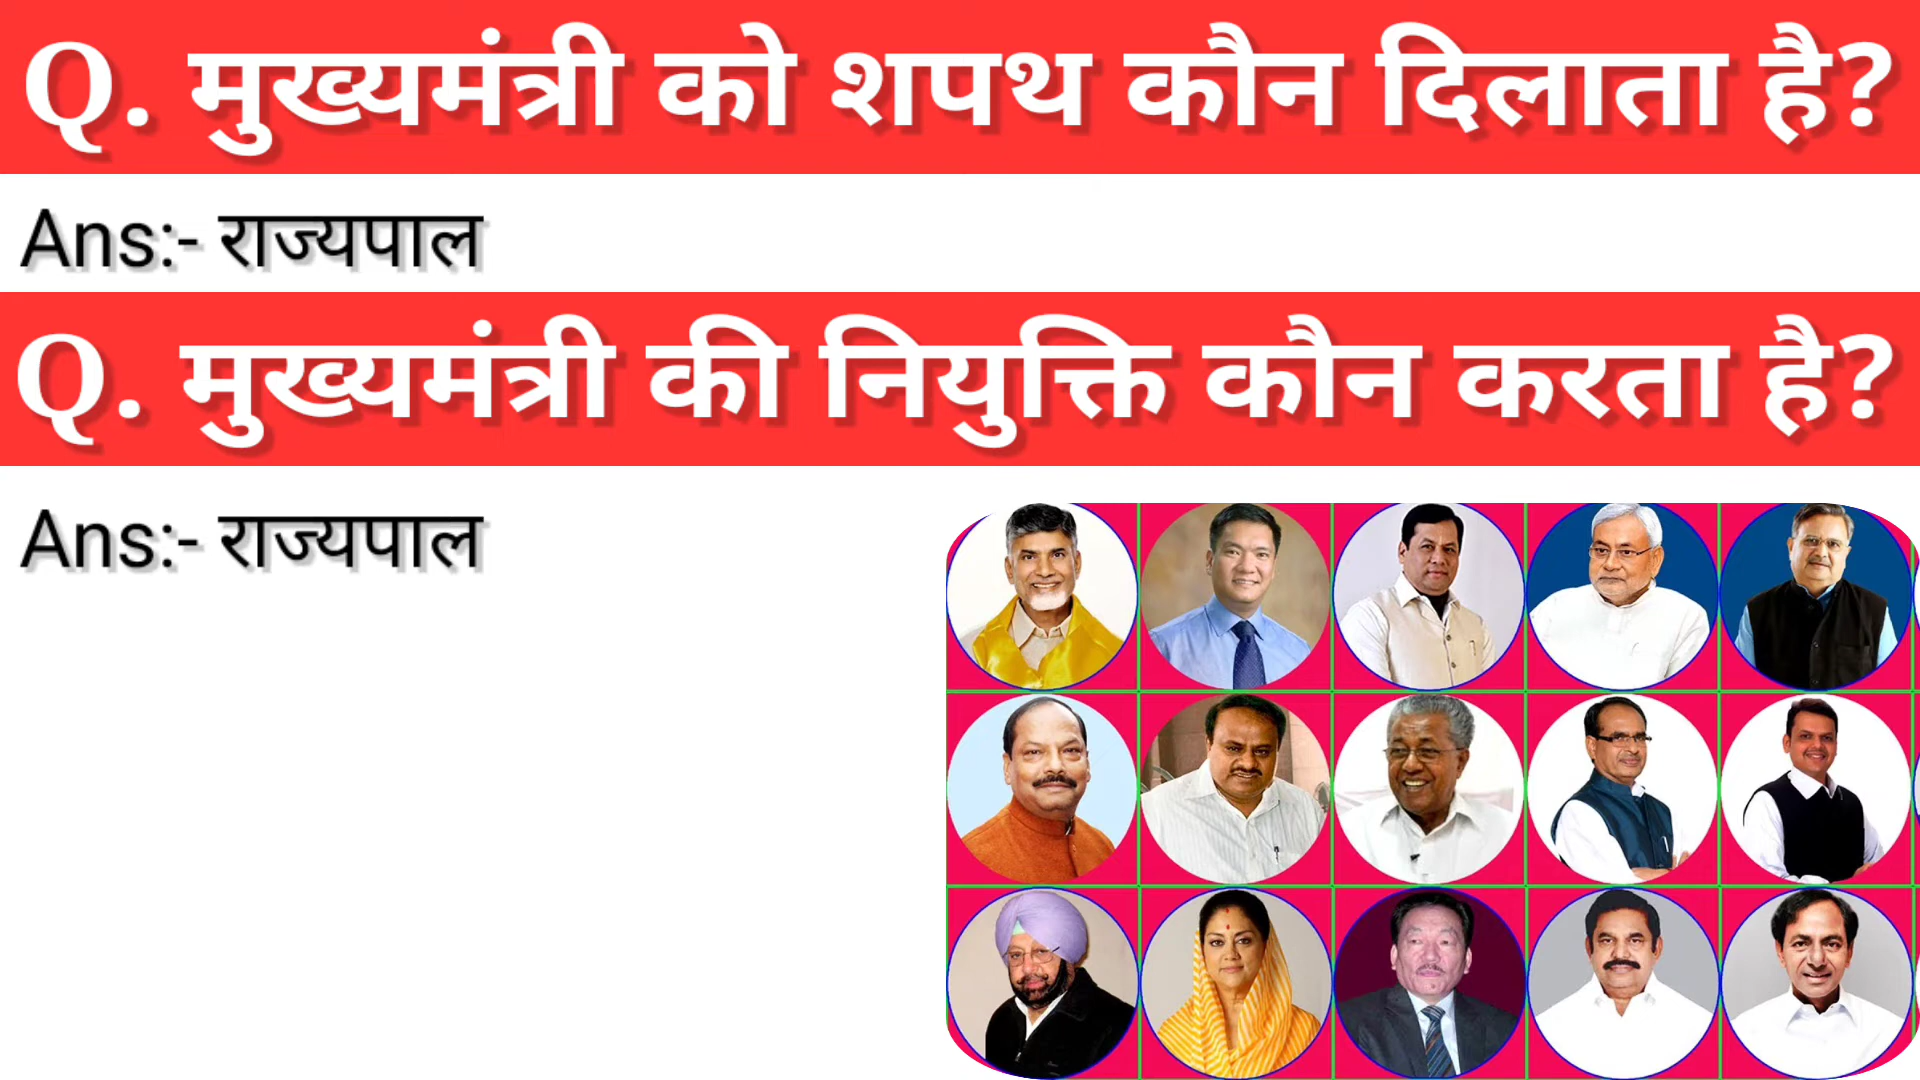 Q. मुख्यमंत्री को शपथ कौन दिलाता है?
Ans:- राज्यपाल
Q. मुख्यमंत्री की नियुक्ति कौन करता है?
Ans:- राज्यपाल